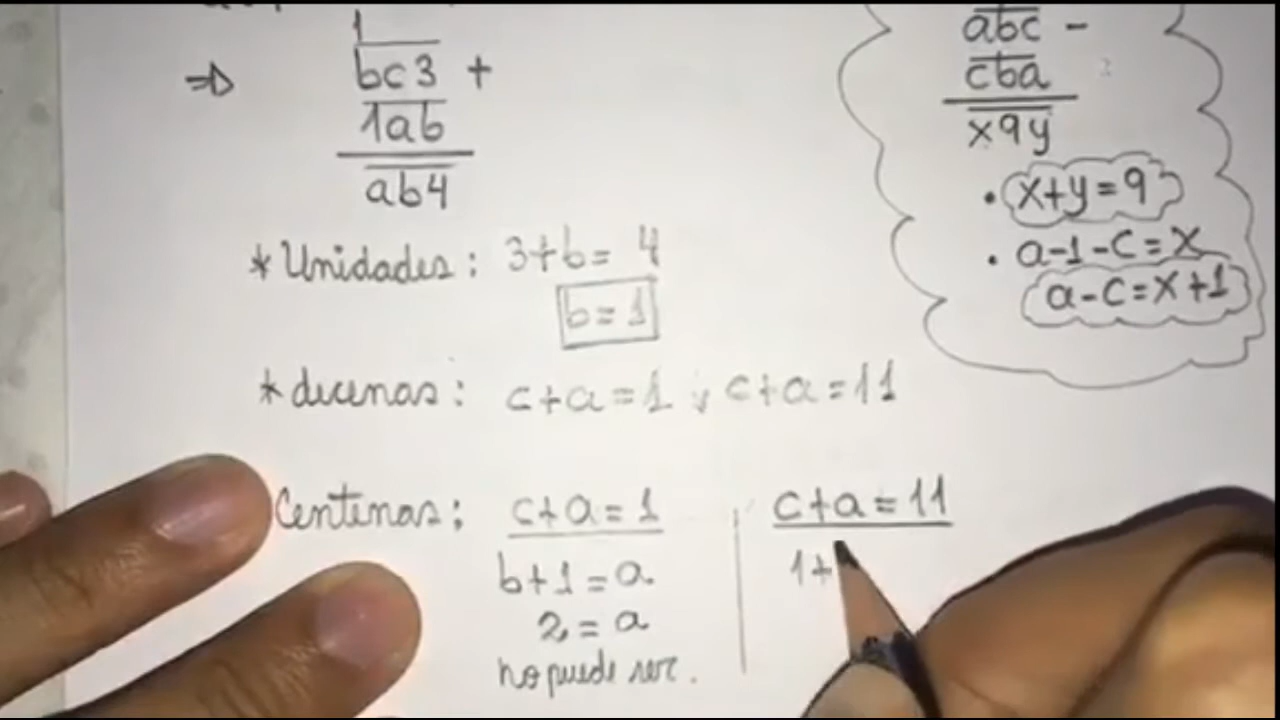 1
⇒ bc3 +
1ab
ab4
* Unidades: 3+b= 4
b=1
* decenas: c+a=1 y c+a=11
Centenas: c+a=1
b+1=a
2=a
no puede ser.
c+a=11
1+
abc -
cba
x9y
• x+y=9
• a-1-c=x
a-c=x+1